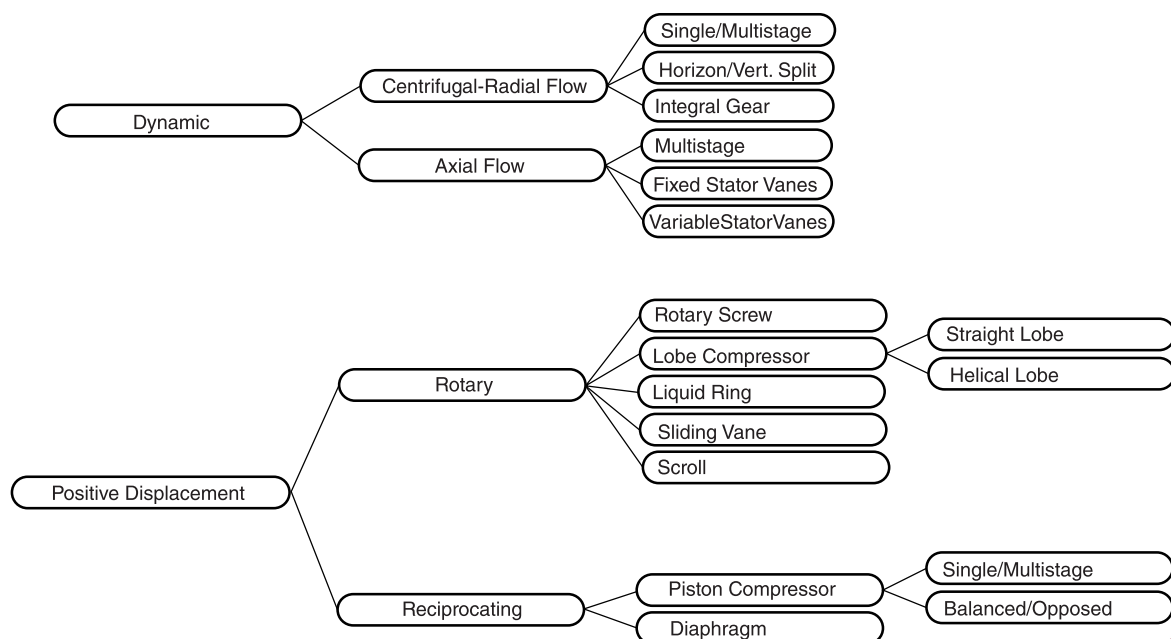 Single/Multistage
Horizon/Vert. Split
Centrifugal-Radial Flow
Integral Gear
Dynamic
Multistage
Axial Flow
Fixed Stator Vanes
VariableStatorVanes
Rotary Screw
Straight Lobe
Lobe Compressor
Helical Lobe
Rotary
Liquid Ring
Sliding Vane
Scroll
Positive Displacement
Single/Multistage
Piston Compressor
Balanced/Opposed
Reciprocating
Diaphragm